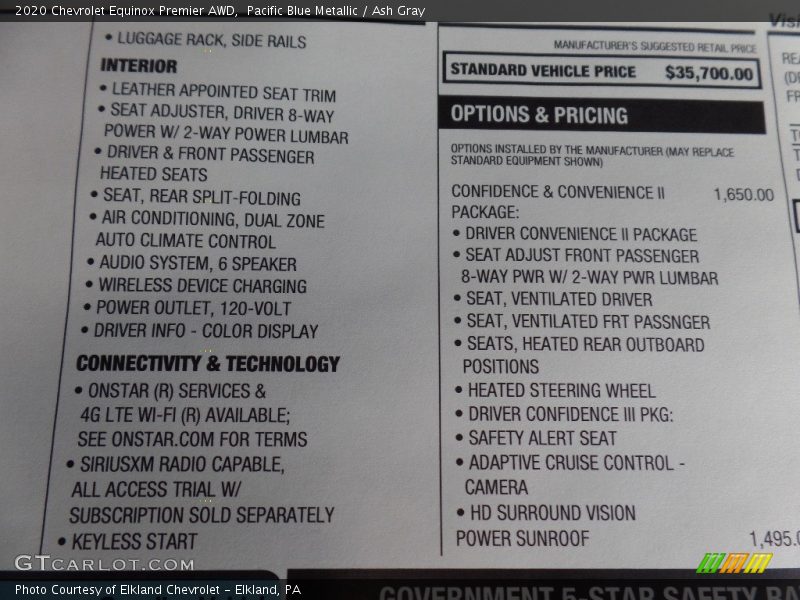 2020 Chevrolet Equinox Premier AWD, Pacific Blue Metallic / Ash Gray
• LUGGAGE RACK, SIDE RAILS
INTERIOR
• LEATHER APPOINTED SEAT TRIM
• SEAT ADJUSTER, DRIVER 8-WAY
POWER W/ 2-WAY POWER LUMBAR
• DRIVER & FRONT PASSENGER
HEATED SEATS
• SEAT, REAR SPLIT-FOLDING
• AIR CONDITIONING, DUAL ZONE
AUTO CLIMATE CONTROL
• AUDIO SYSTEM, 6 SPEAKER
• WIRELESS DEVICE CHARGING
• POWER OUTLET, 120-VOLT
• DRIVER INFO - COLOR DISPLAY
CONNECTIVITY & TECHNOLOGY
• ONSTAR (R) SERVICES &
4G LTE WI-FI (R) AVAILABLE;
SEE ONSTAR.COM FOR TERMS
• SIRIUSXM RADIO CAPABLE,
ALL ACCESS TRIAL W/
SUBSCRIPTION SOLD SEPARATELY
• KEYLESS START
MANUFACTURER'S SUGGESTED RETAIL PRICE
STANDARD VEHICLE PRICE $35,700.00
OPTIONS & PRICING
OPTIONS INSTALLED BY THE MANUFACTURER (MAY REPLACE
STANDARD EQUIPMENT SHOWN)
CONFIDENCE & CONVENIENCE II 1,650.00
PACKAGE:
• DRIVER CONVENIENCE II PACKAGE
• SEAT ADJUST FRONT PASSENGER
8-WAY PWR W/ 2-WAY PWR LUMBAR
• SEAT, VENTILATED DRIVER
• SEAT, VENTILATED FRT PASSNGER
• SEATS, HEATED REAR OUTBOARD
POSITIONS
• HEATED STEERING WHEEL
• DRIVER CONFIDENCE III PKG:
• SAFETY ALERT SEAT
• ADAPTIVE CRUISE CONTROL -
CAMERA
• HD SURROUND VISION
POWER SUNROOF 1,495.0
GOVERNMENT 5-STAR SAFETY RA
GTCARLOT.COM
Photo Courtesy of Elkland Chevrolet - Elkland, PA